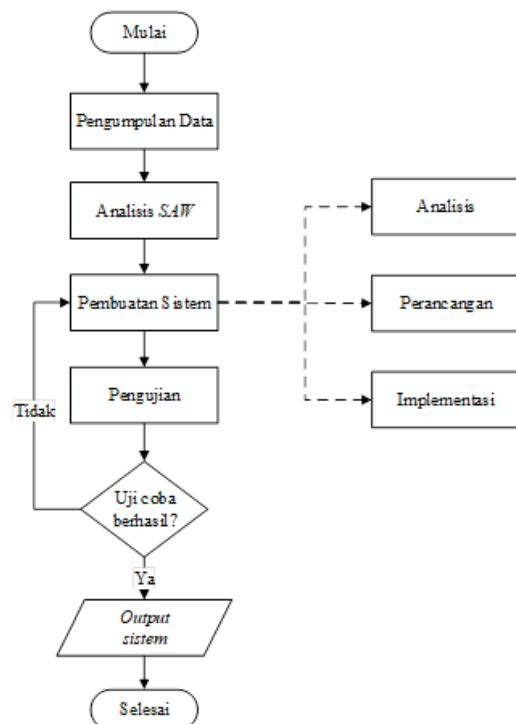 Mulai
Pengumpulan Data
Analisis SAW
Analisis
Pembuatan Sistem
Perancangan
Pengujian
Implementasi
Tidak
Uji coba
berhasil?
Ya
Output
sistem
Selesai